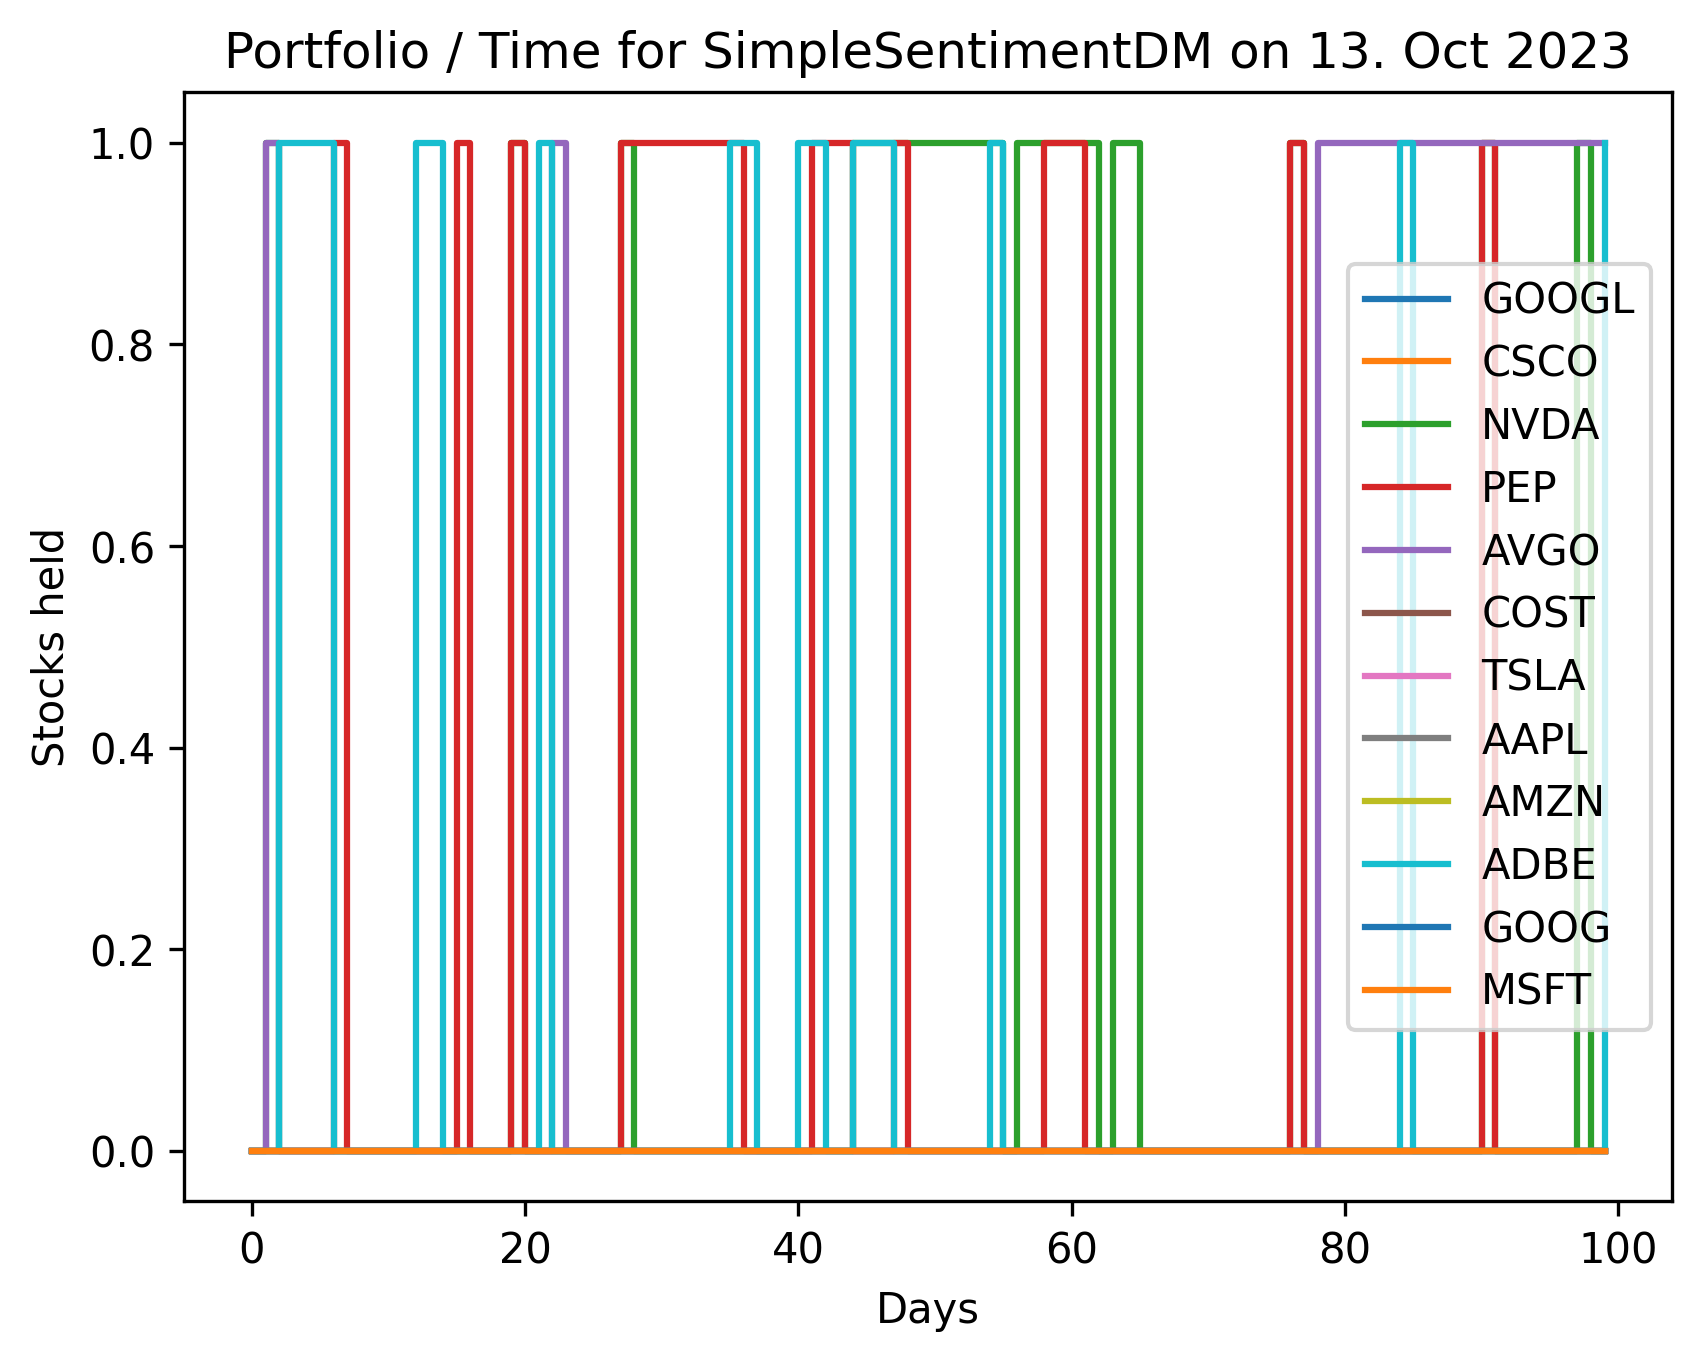 Portfolio / Time for SimpleSentimentDM on 13. Oct 2023
1.0
0.8
0.6
0.4
0.2
0.0
Stocks held
GOOGL
CSCO
NVDA
PEP
AVGO
COST
TSLA
AAPL
AMZN
ADBE
GOOG
MSFT
0 20 40 60 80 100
Days